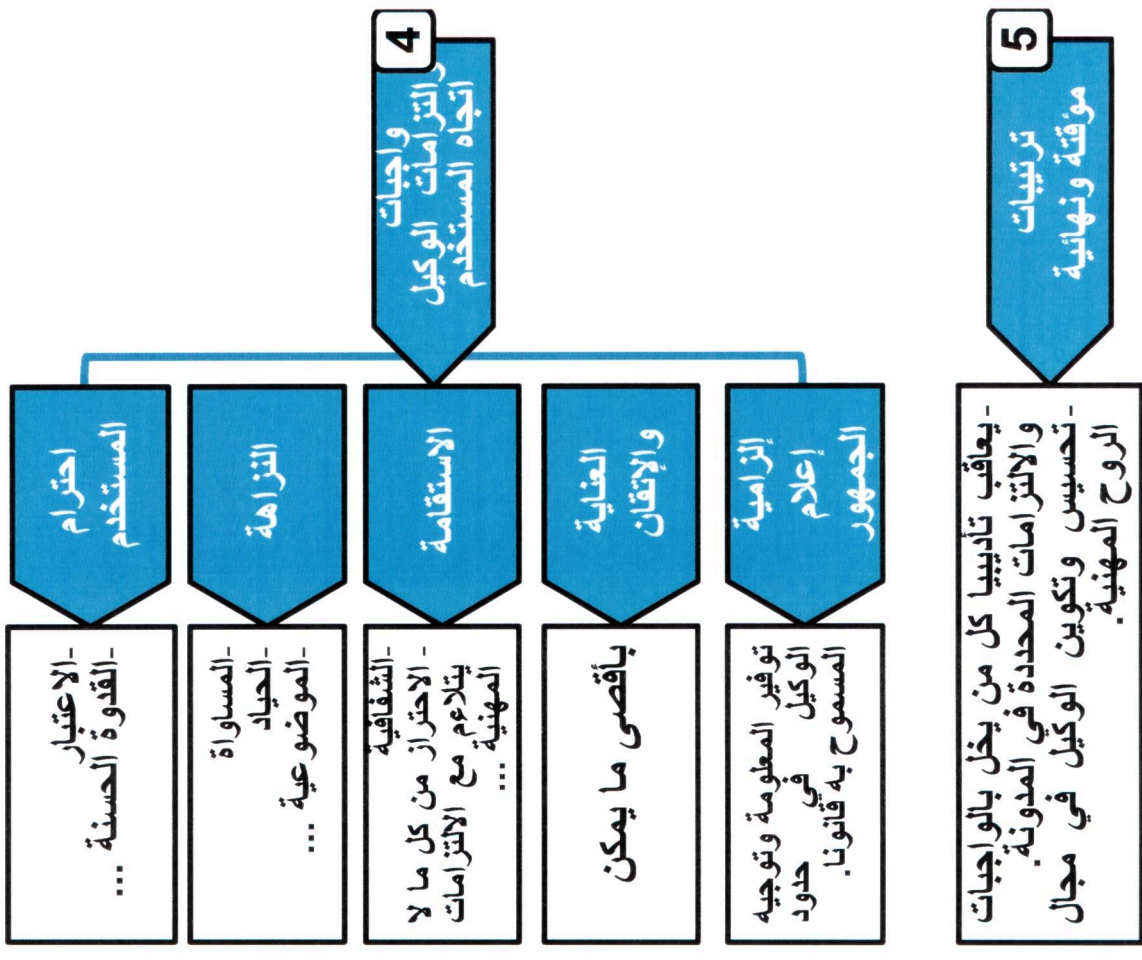 4
واجبات
والتزامات الوكيل
اتجاه المستخدم
احترام
المستخدم
-الاعتبار
-القدوة الحسنة ...
النزاهة
-المساواة
-الحياد
-الموضوعية ...
الاستقامة
-الشفافية
-الاحتراز من كل ما لا
يتلاءم مع الالتزامات
المهنية ...
العناية
والإتقان
بأقصى ما يمكن
إلزامية
إعلام
الجمهور
توفير المعلومة وتوجيه
الوكيل في حدود
المسموح به قانونا.
5
ترتيبات
مؤقتة ونهائية
-يعاقب تأديبيا كل من يخل بالواجبات
والالتزامات المحددة في المدونة.
-تحسيس وتكوين الوكيل في مجال
الروح المهنية.